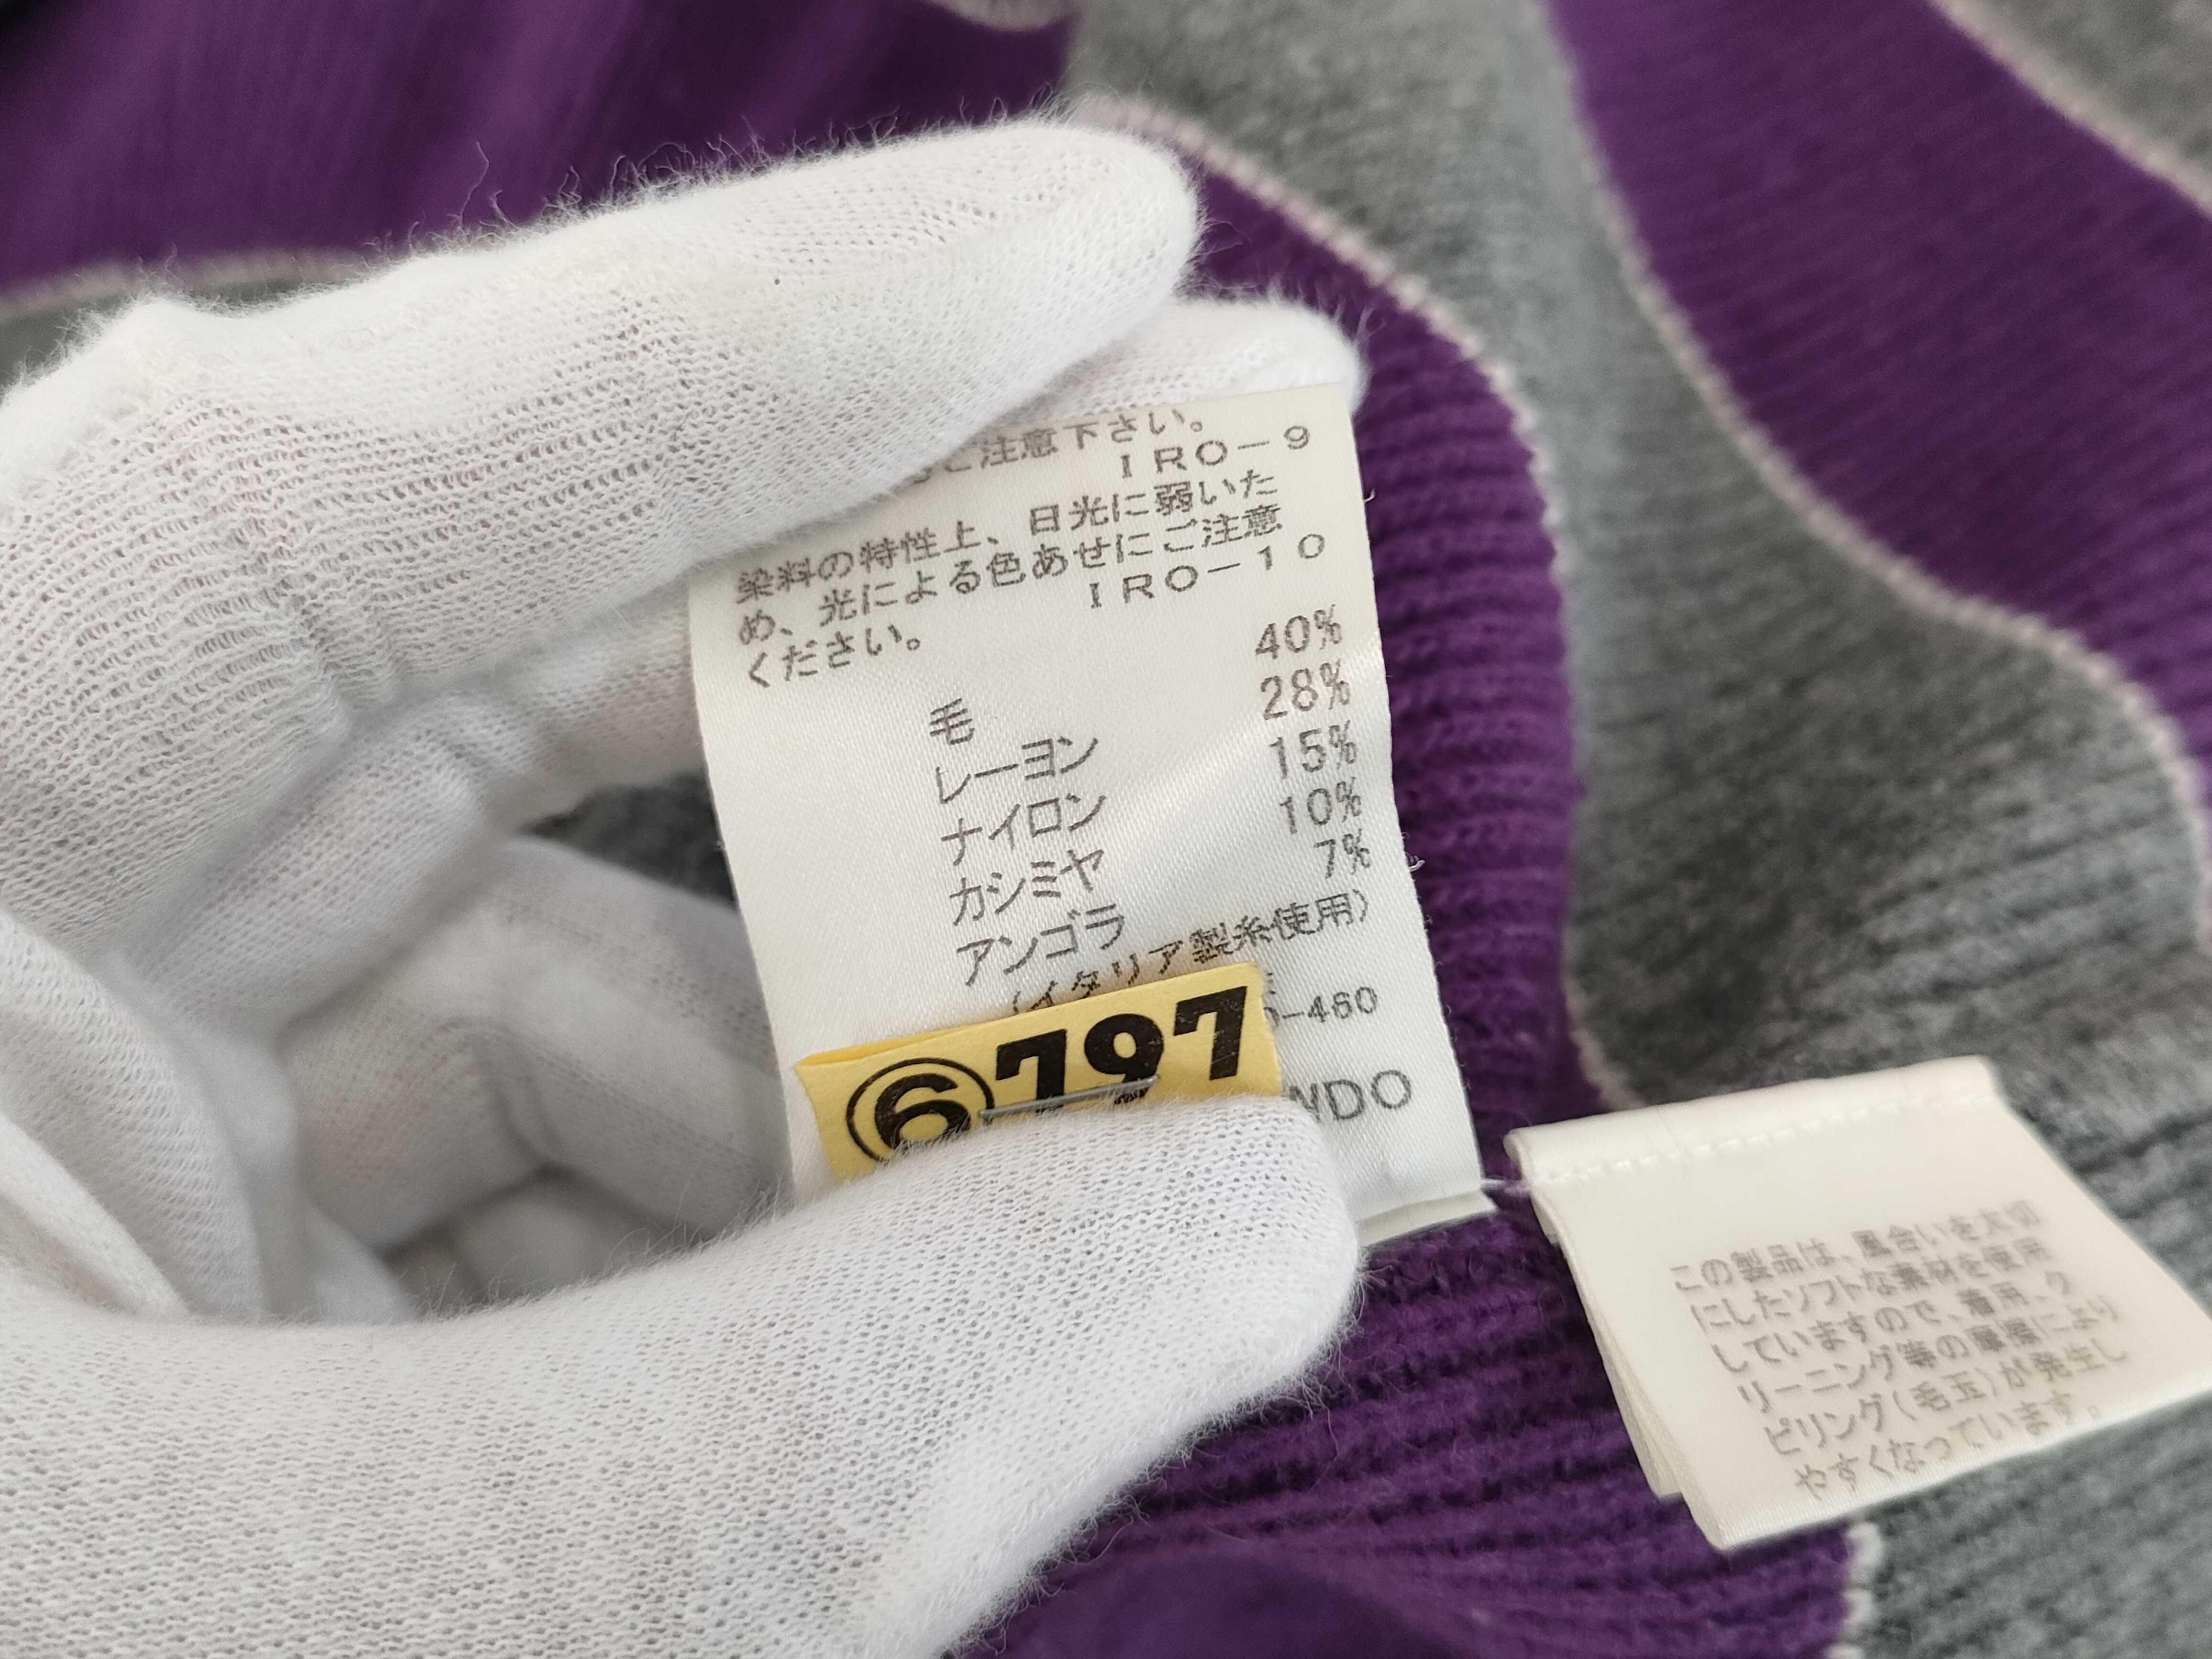 ご注意下さい。
IRO-9
染料の特性上、日光に弱いた
め、光による色あせにご注意
ください。
IRO-10
毛 40%
レーヨン 28%
ナイロン 15%
カシミヤ 10%
アンゴラ 7%
(イタリア製糸使用)
-460
⑥797
NDO
この製品は、風合いを大切
にしたソフトな素材を使用
していますので、着用、ク
リーニング等の摩擦により
ピリング(毛玉)が発生し
やすくなっています。